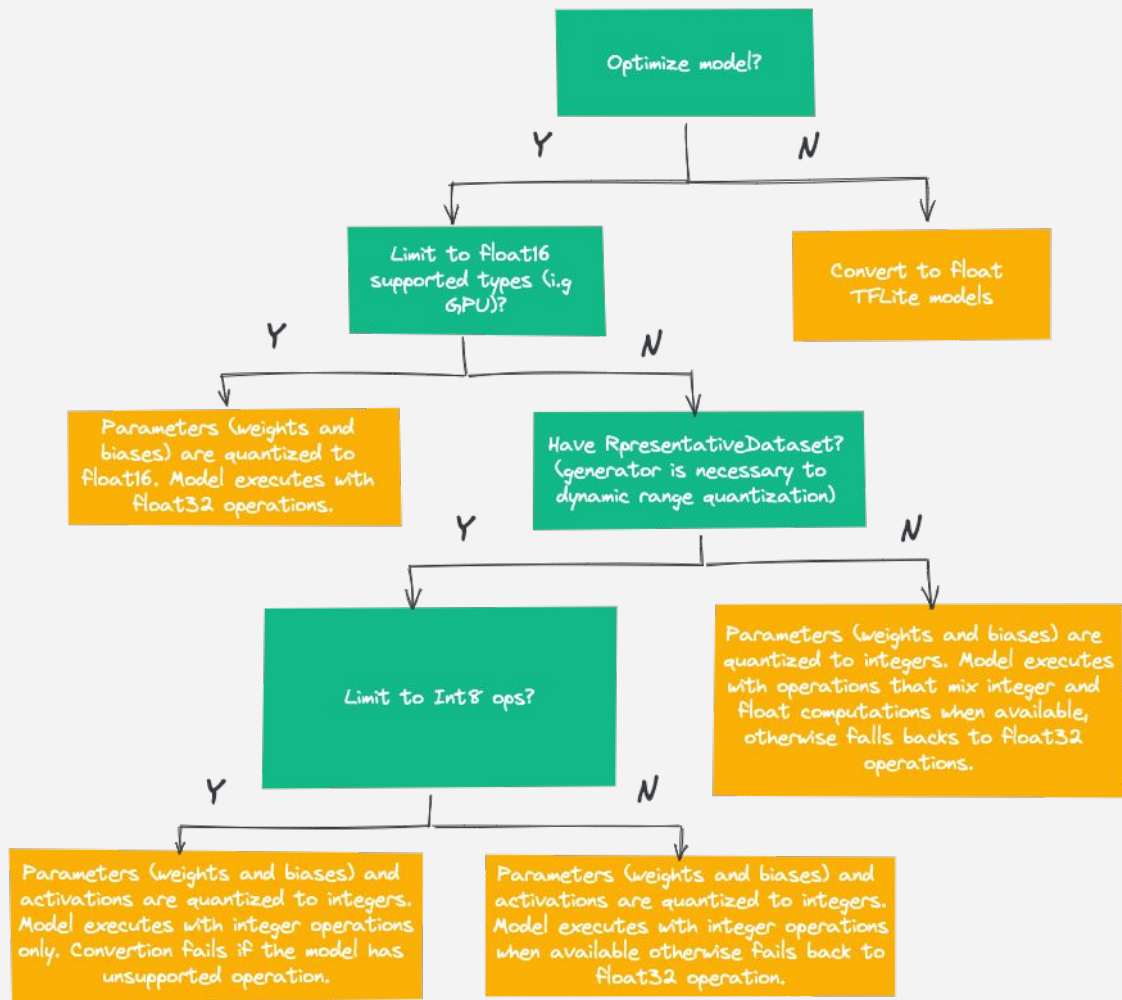 Optimize model?
Y
N
Limit to float16
supported types (i.g
GPU)?
Convert to float
TFLite models
Y
N
Parameters (weights and
biases) are quantized to
float16. Model executes with
float32 operations.
Have RpresentativeDataset?
(generator is necessary to
dynamic range quantization)
Y
N
Limit to Int8 ops?
Parameters (weights and biases) are
quantized to integers. Model executes
with operations that mix integer and
float computations when available,
otherwise falls backs to float32
operations.
Y
N
Parameters (weights and biases) and
activations are quantized to integers.
Model executes with integer operations
only. Convertion fails if the model has
unsupported operation.
Parameters (weights and biases) and
activations are quantized to integers.
Model executes with integer operations
when available otherwise fails back to
float32 operation.